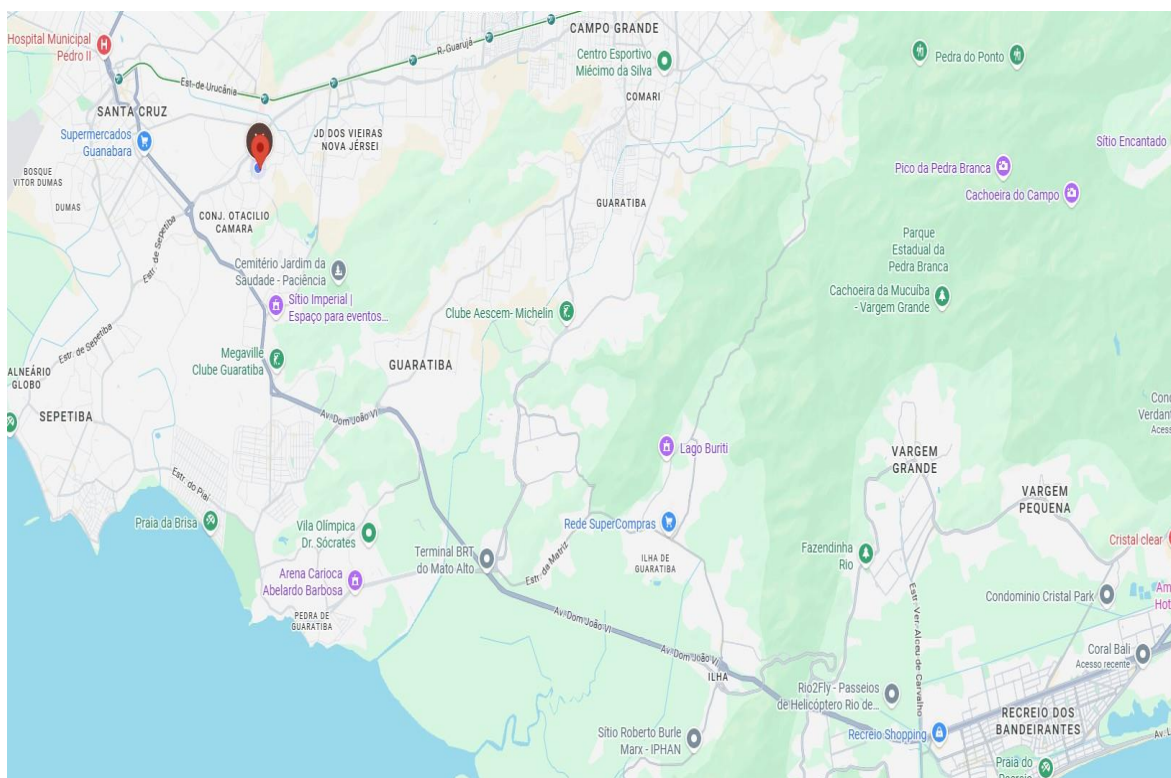 Hospital Municipal
Pedro II
CAMPO GRANDE
R. Guarujá
Centro Esportivo
Miécimo da Silva
Pedra do Ponto
Est. de Urucânia
COMARI
SANTA CRUZ
Supermercados
Guanabara
JD DOS VIEIRAS
NOVA JÉRSEI
Sítio Encantado
BOSQUE
VITOR DUMAS
Pico da Pedra Branca
Cachoeira do Campo
DUMAS
GUARATIBA
CONJ. OTACILIO
CAMARA
Parque
Estadual da
Pedra Branca
Estr. de Sepetiba
Cemitério Jardim da
Saudade - Paciência
Cachoeira da Mucuíba
- Vargem Grande
Sítio Imperial |
Espaço para eventos...
Clube Aescem- Michelin
Estr. de Sepetiba
Megaville
Clube Guaratiba
GUARATIBA
ALNEÁRIO
GLOBO
Con
Verdant
Aces
SEPETIBA
Av. Dom João VI
Lago Buriti
VARGEM
GRANDE
Estr. do Piaí
VARGEM
PEQUENA
Praia da Brisa
Vila Olímpica
Dr. Sócrates
Rede SuperCompras
Cristal clear
Terminal BRT
do Mato Alto
Estr. da Matriz
ILHA DE
GUARATIBA
Fazendinha
Rio
Arena Carioca
Abelardo Barbosa
Am
Hot
Condominio Cristal Park
PEDRA DE
GUARATIBA
Av. Dom João VI
Av. Dom João VI
Estr. Ver. Alceu de Carvalho
Coral Báli
Acesso recente
ILHA
Rio2Fly - Passeios
de Helicóptero Rio de...
RECREIO DOS
BANDEIRANTES
Sítio Roberto Burle
Marx - IPHAN
Recreio Shopping
Av. L
Praia do